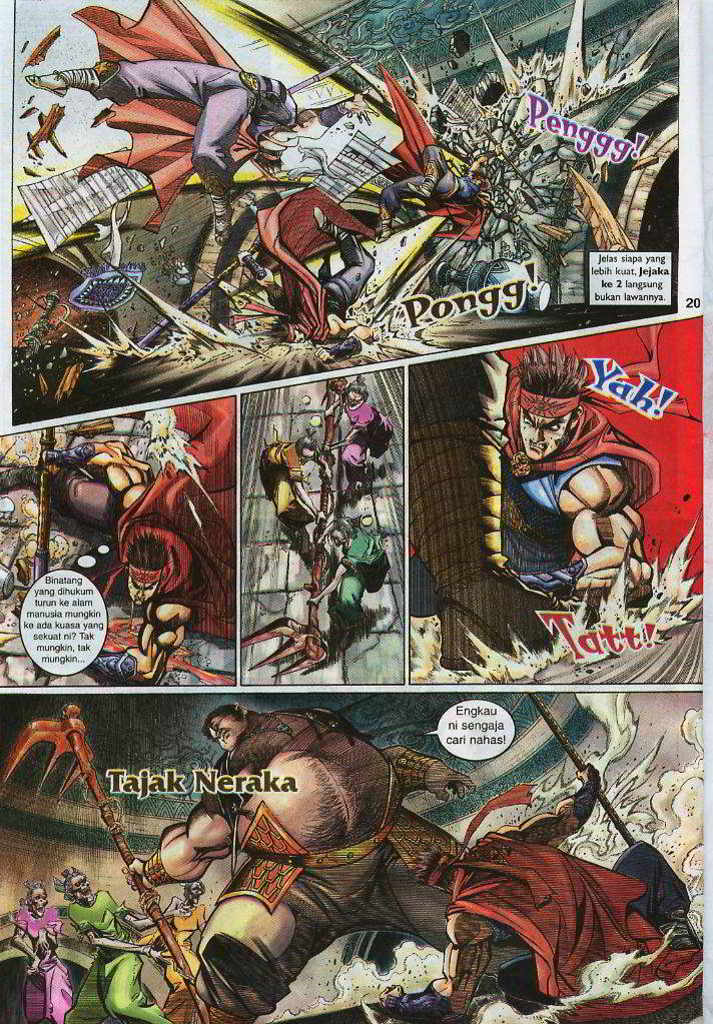 Penggg!
Pongg!
Jelas siapa yang
lebih kuat, Jejaka
ke 2 langsung
bukan lawannya.
20
Binatang
yang dihukum
turun ke alam
manusia mungkin
ke ada kuasa yang
sekuat ni? Tak
mungkin, tak
mungkin...
Yah!
Tatt!
Tajak Neraka
Engkau
ni sengaja
cari nahas!